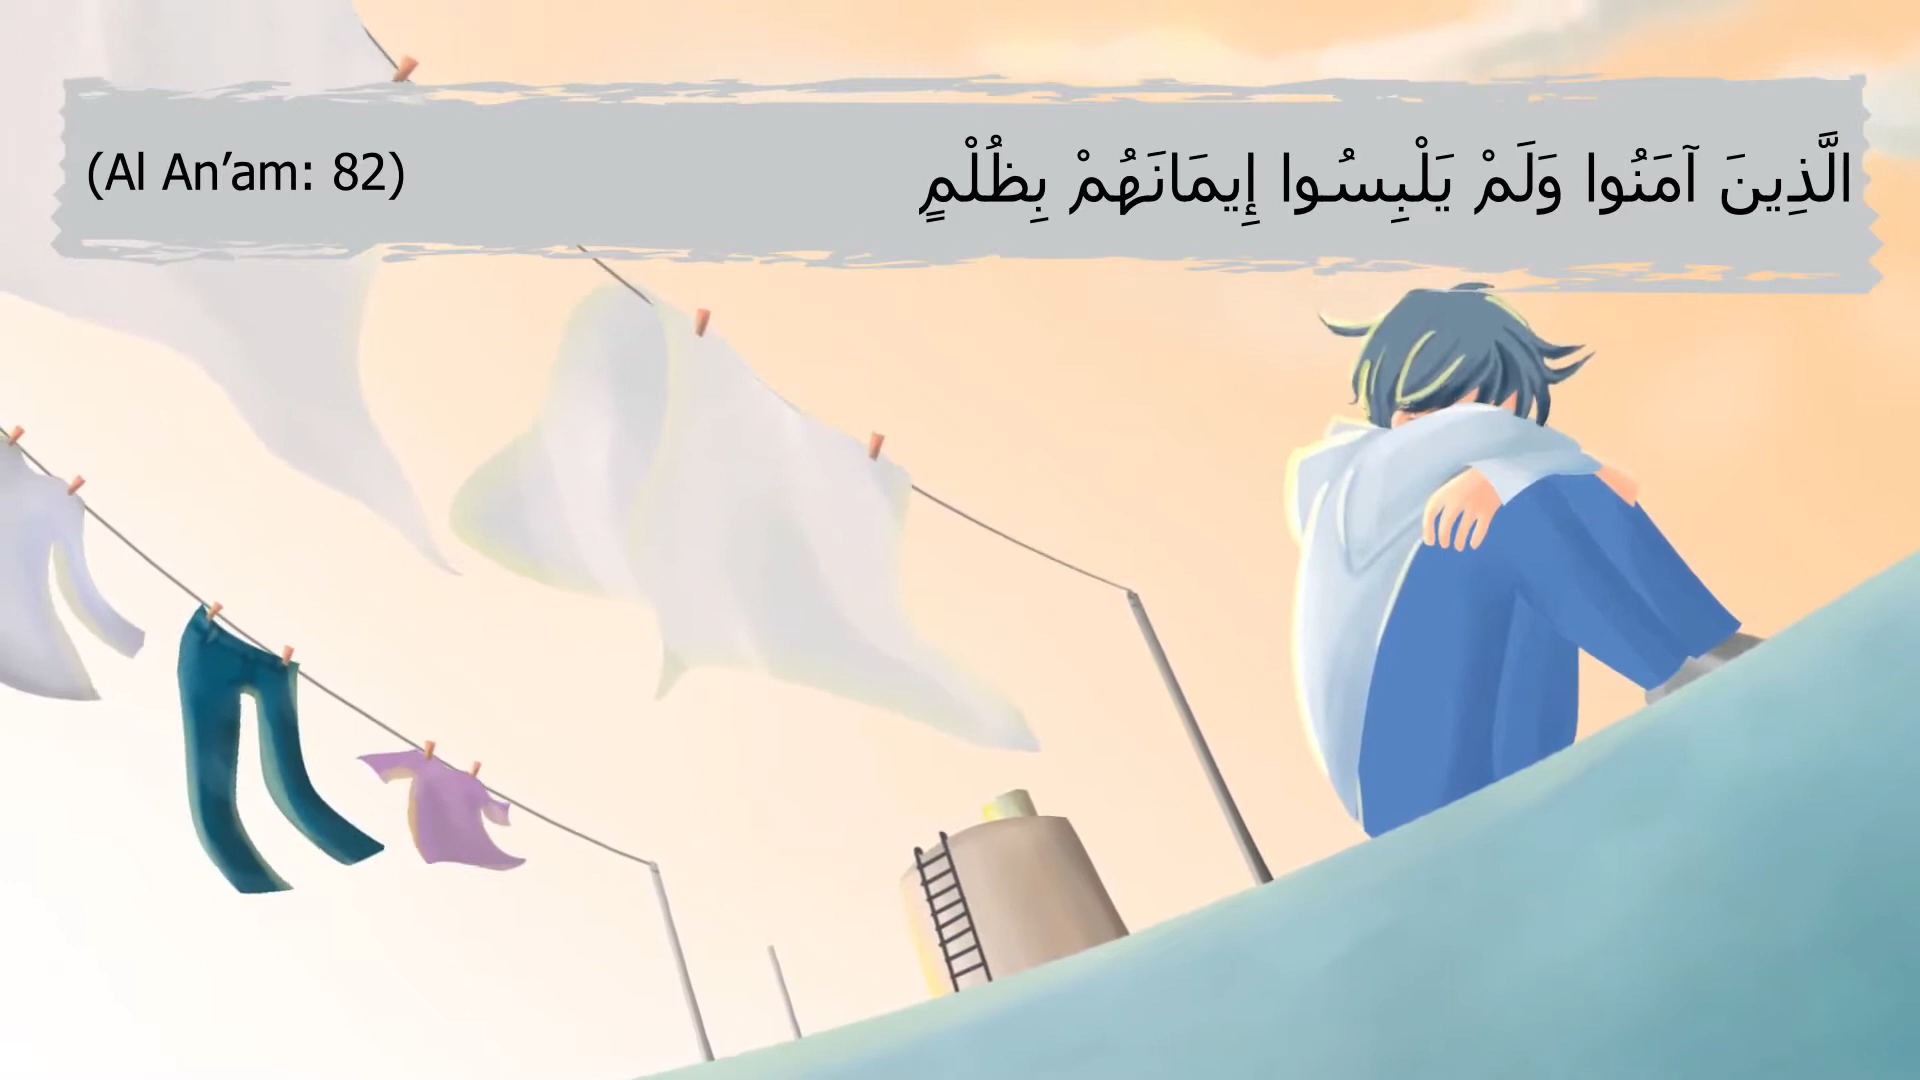 الَّذِينَ آمَنُوا وَلَمْ يَلْبِسُوا إِيمَانَهُمْ بِظُلْمٍ (Al An’am: 82)